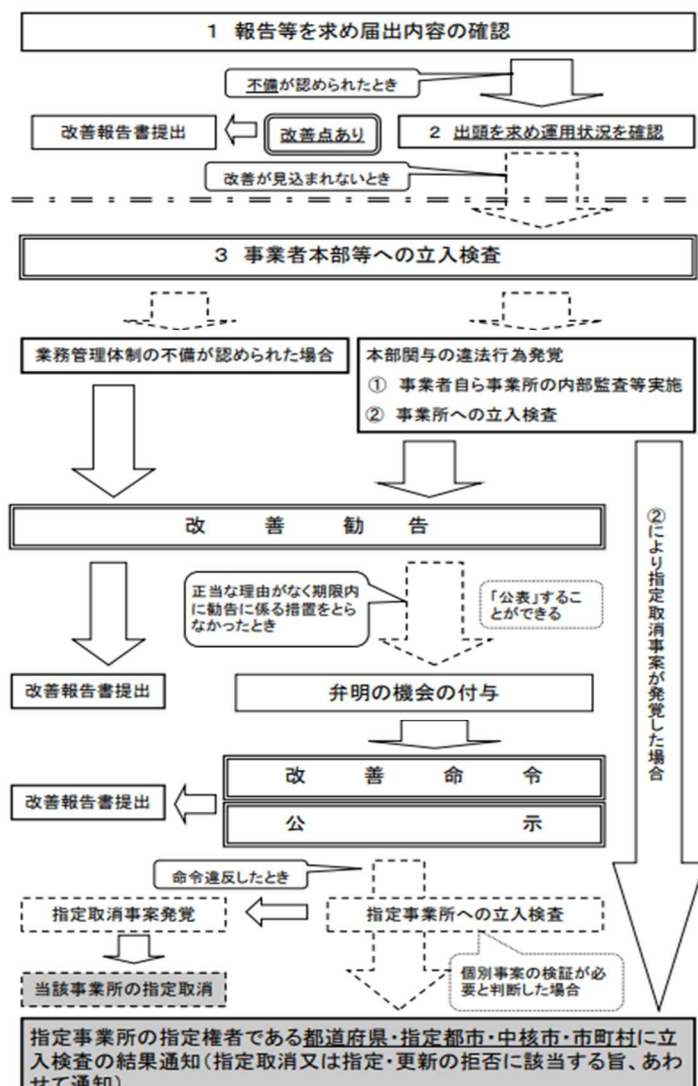 1 報告等を求め届出内容の確認
不備が認められたとき
改善報告書提出
改善点あり
2 出頭を求め運用状況を確認
改善が見込まれないとき
3 事業者本部等への立入検査
業務管理体制の不備が認められた場合
本部関与の違法行為発覚
① 事業者自ら事業所の内部監査等実施
② 事業所への立入検査
②により指定取消事案が発覚した場合
改善勧告
正当な理由がなく期限内
に勧告に係る措置をとら
なかったとき
「公表」するこ
とができる
改善報告書提出
弁明の機会の付与
改善命令
改善報告書提出
公示
命令違反したとき
指定取消事案発覚
指定事業所への立入検査
当該事業所の指定取消
個別事案の検証が必
要と判断した場合
指定事業所の指定権者である都道府県・指定都市・中核市・市町村に立
入検査の結果通知(指定取消又は指定・更新の拒否に該当する旨、あわ
せて通知)